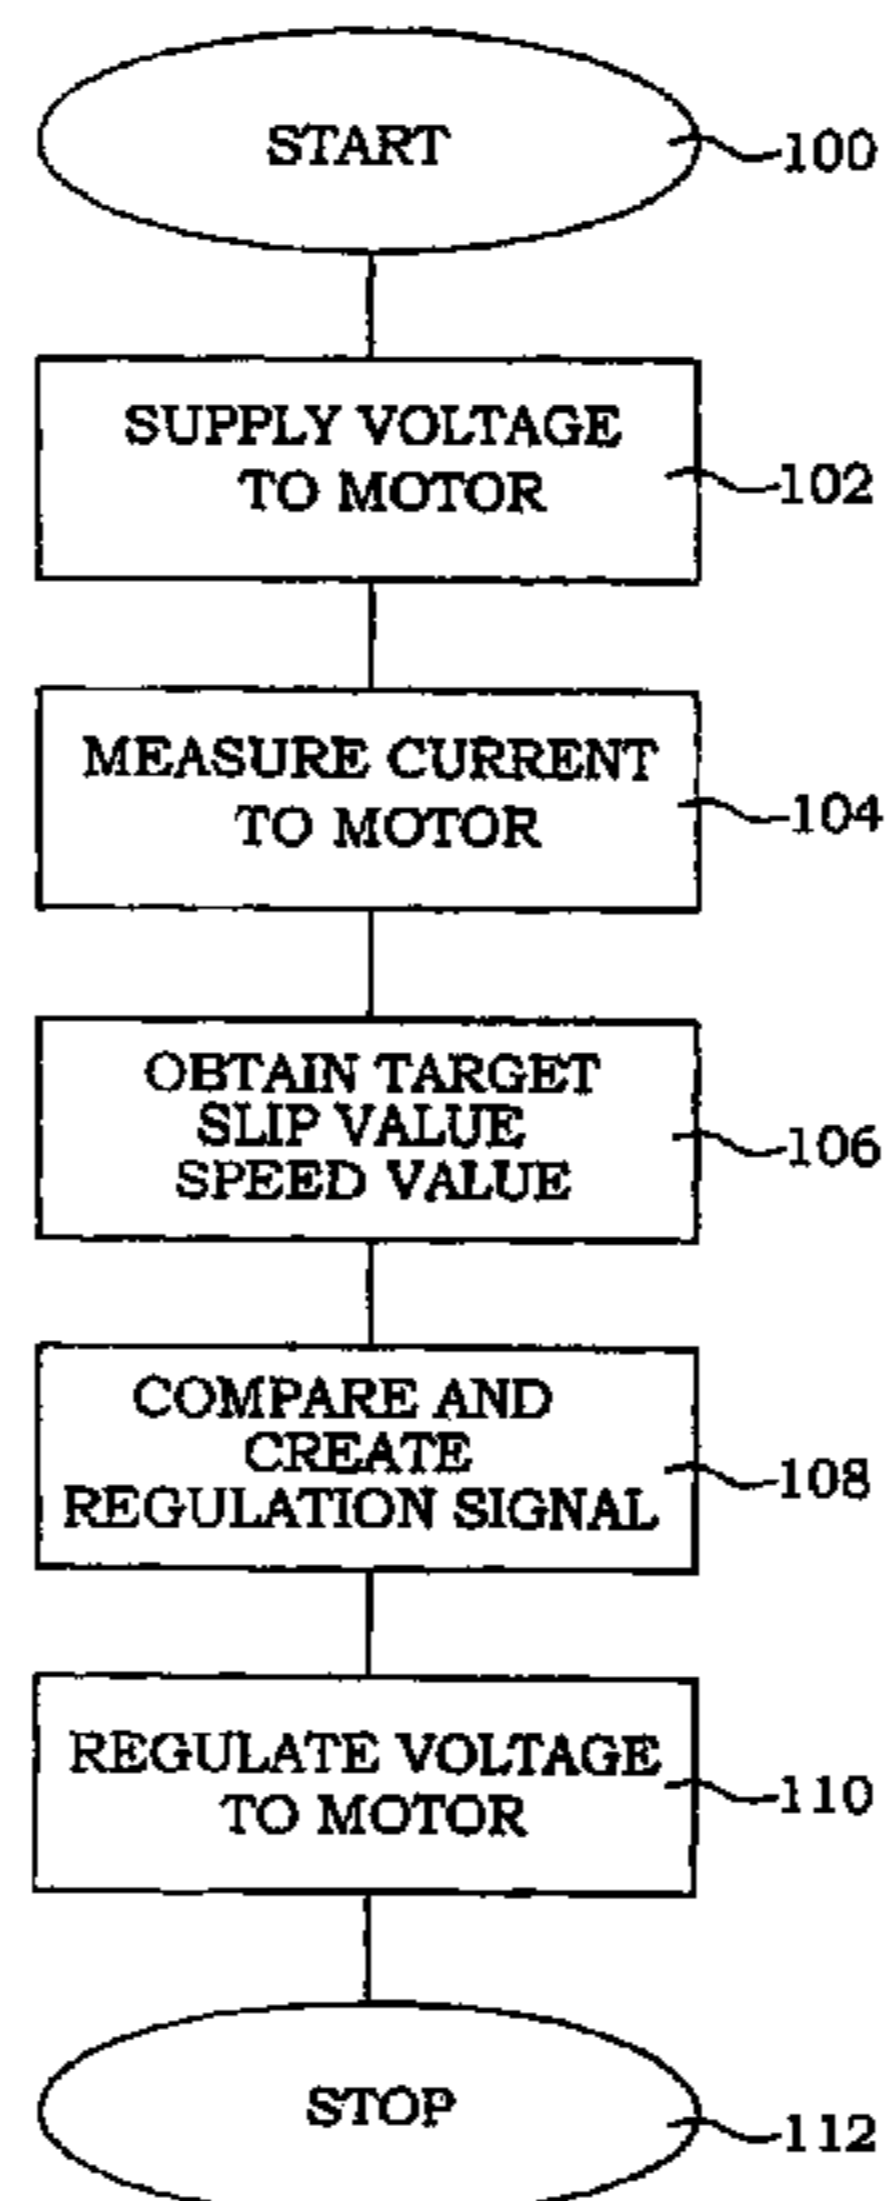 START
100
SUPPLY VOLTAGE
TO MOTOR
102
MEASURE CURRENT
TO MOTOR
104
OBTAIN TARGET
SLIP VALUE
SPEED VALUE
106
COMPARE AND
CREATE
REGULATION SIGNAL
108
REGULATE VOLTAGE
TO MOTOR
110
STOP
112